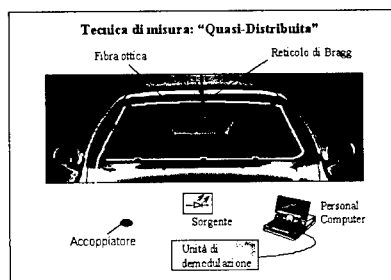 Tecnica di misura: “Quasi-Distribuita”
Fibra ottica
Reticolo di Bragg
Sorgente
Personal
Computer
Accoppiatore
Unità di
demodulazione